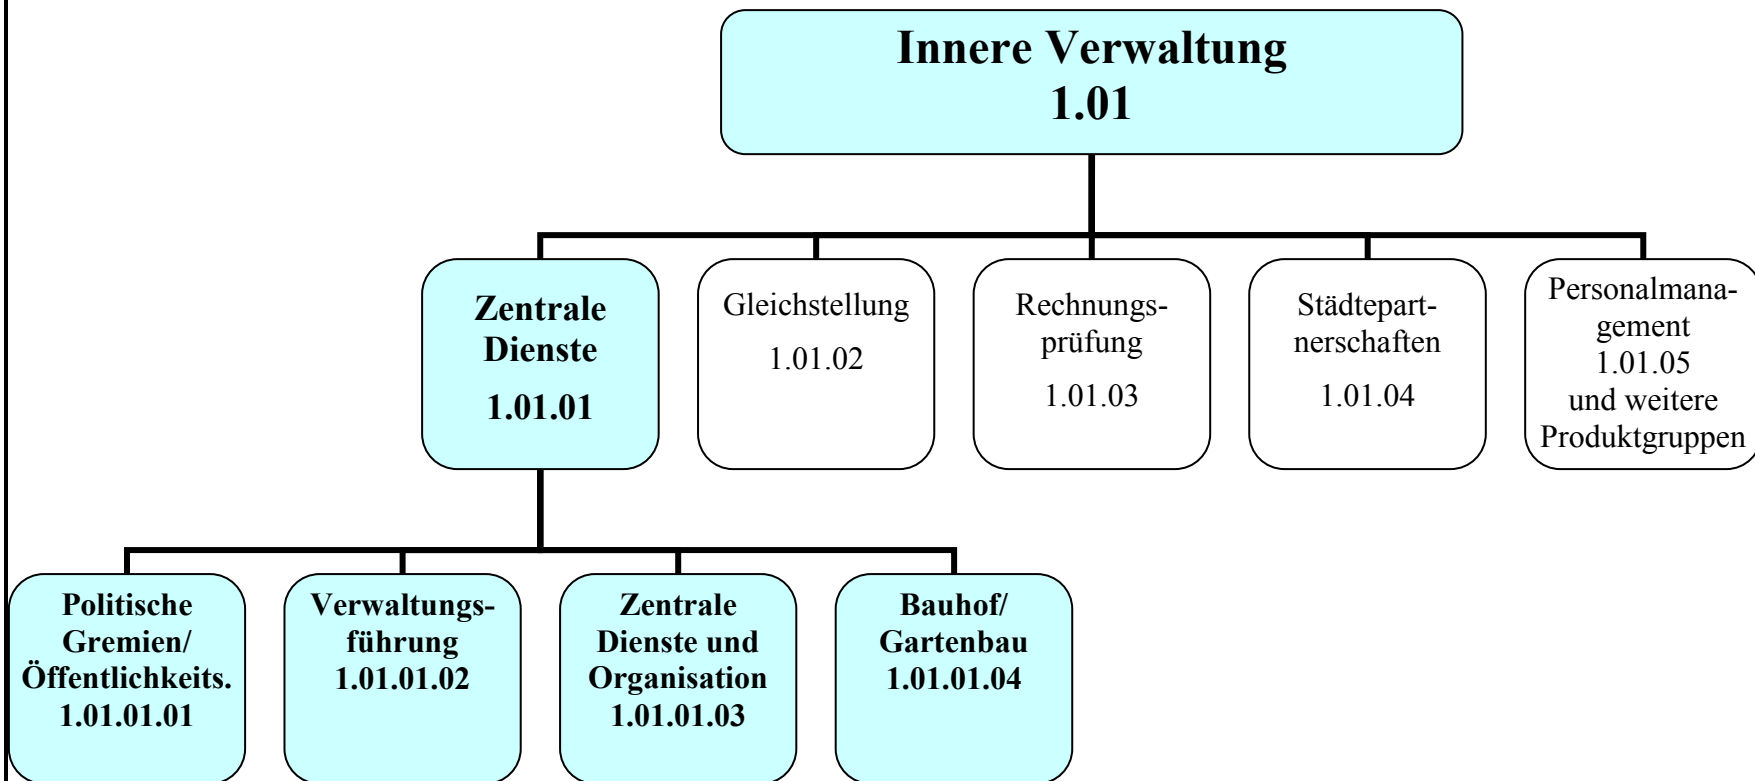 Innere Verwaltung
1.01
Zentrale
Dienste
1.01.01
Gleichstellung
1.01.02
Rechnungs-
prüfung
1.01.03
Städtepart-
nerschaften
1.01.04
Personalmana-
gement
1.01.05
und weitere
Produktgruppen
Politische
Gremien/
Öffentlichkeits.
1.01.01.01
Verwaltungs-
führung
1.01.01.02
Zentrale
Dienste und
Organisation
1.01.01.03
Bauhof/
Gartenbau
1.01.01.04